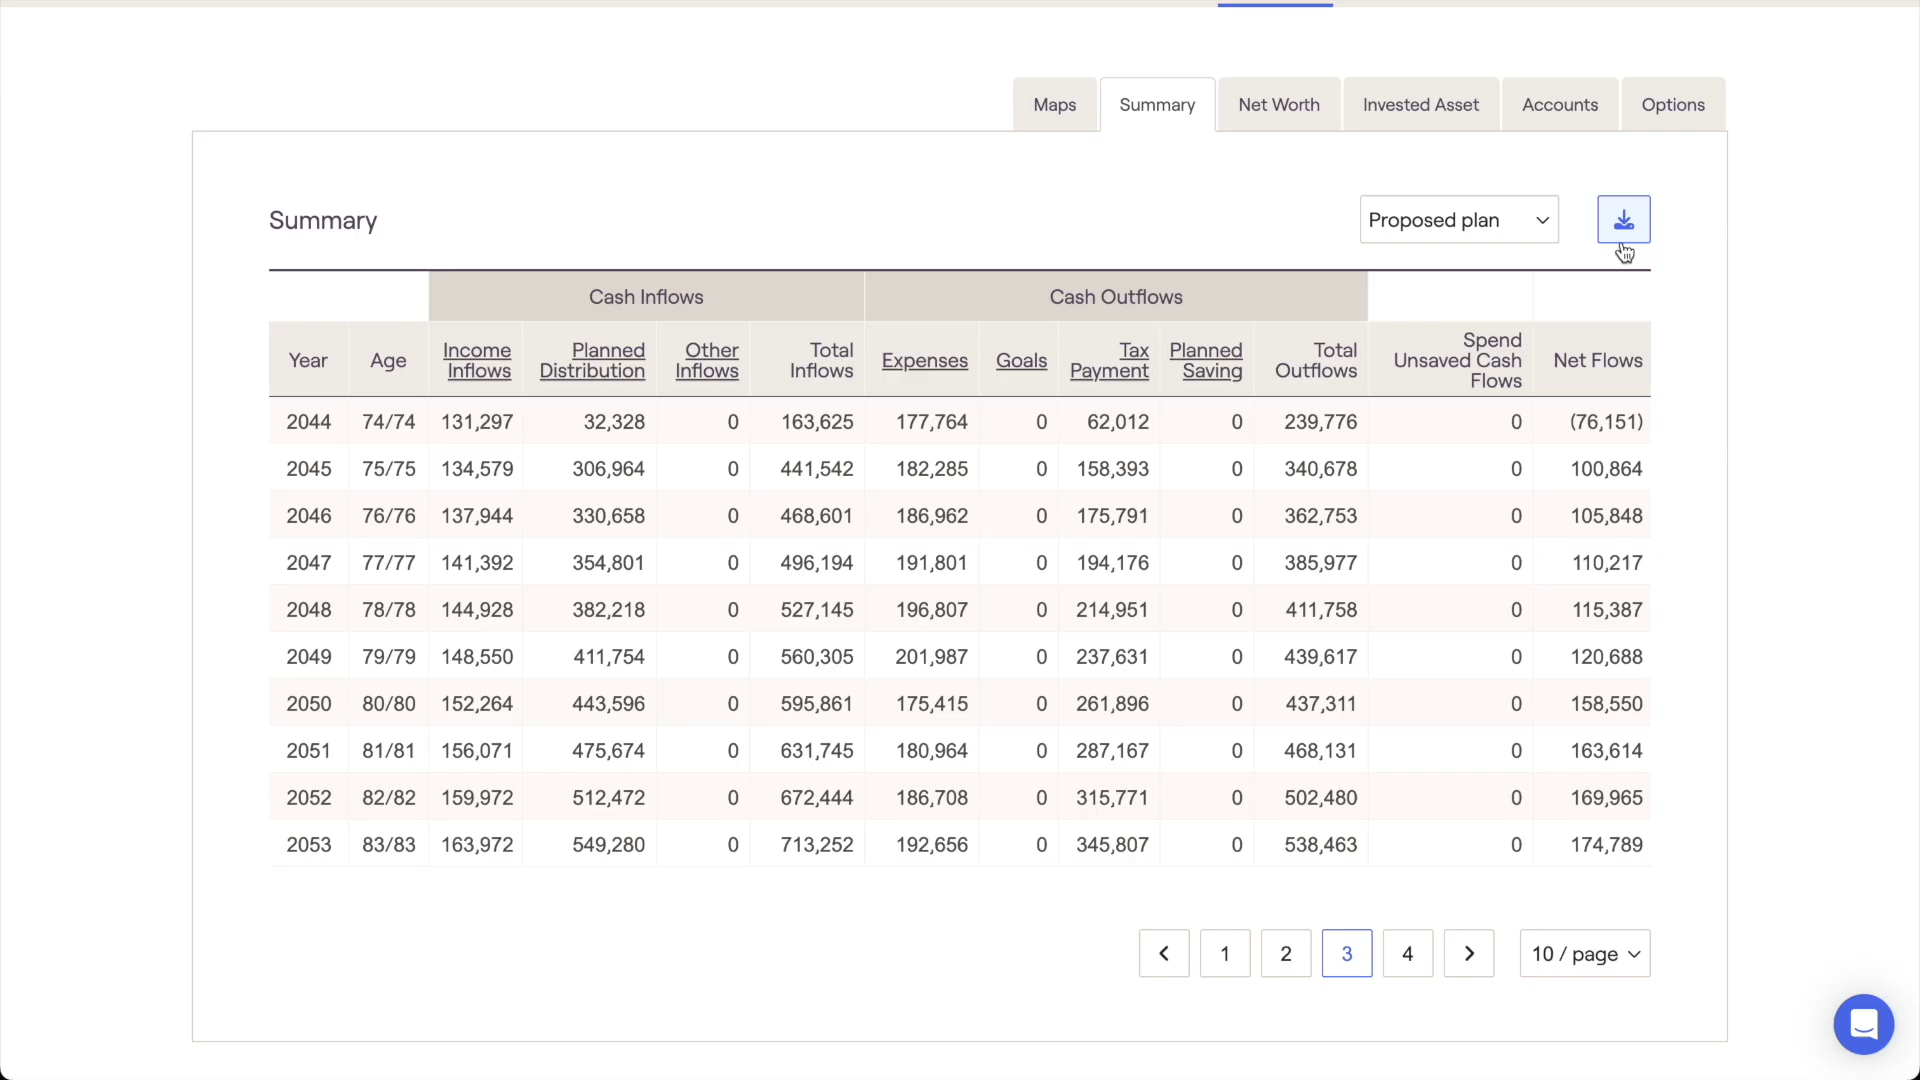 Maps Summary Net Worth Invested Asset Accounts Options
Summary Proposed plan
Cash Inflows Cash Outflows
Year Age Income Inflows Planned Distribution Other Inflows Total Inflows Expenses Goals Tax Payment Planned Saving Total Outflows Spend Unsaved Cash Flows Net Flows
2044 74/74 131,297 32,328 0 163,625 177,764 0 62,012 0 239,776 0 (76,151)
2045 75/75 134,579 306,964 0 441,542 182,285 0 158,393 0 340,678 0 100,864
2046 76/76 137,944 330,658 0 468,601 186,962 0 175,791 0 362,753 0 105,848
2047 77/77 141,392 354,801 0 496,194 191,801 0 194,176 0 385,977 0 110,217
2048 78/78 144,928 382,218 0 527,145 196,807 0 214,951 0 411,758 0 115,387
2049 79/79 148,550 411,754 0 560,305 201,987 0 237,631 0 439,617 0 120,688
2050 80/80 152,264 443,596 0 595,861 175,415 0 261,896 0 437,311 0 158,550
2051 81/81 156,071 475,674 0 631,745 180,964 0 287,167 0 468,131 0 163,614
2052 82/82 159,972 512,472 0 672,444 186,708 0 315,771 0 502,480 0 169,965
2053 83/83 163,972 549,280 0 713,252 192,656 0 345,807 0 538,463 0 174,789
1 2 3 4 10 / page